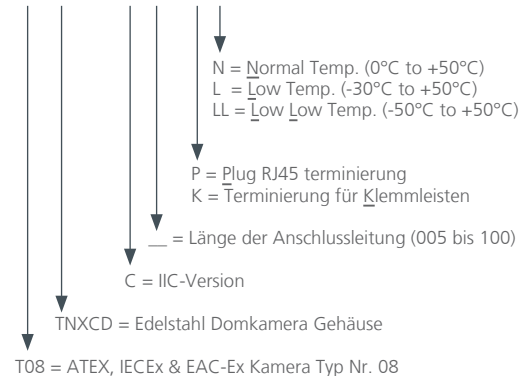 N = Normal Temp. (0°C to +50°C)
L = Low Temp. (-30°C to +50°C)
LL = Low Low Temp. (-50°C to +50°C)
P = Plug RJ45 terminierung
K = Terminierung für Klemmleisten
__ = Länge der Anschlussleitung (005 bis 100)
C = IIC-Version
TNXCD = Edelstahl Domkamera Gehäuse
T08 = ATEX, IECEx & EAC-Ex Kamera Typ Nr. 08